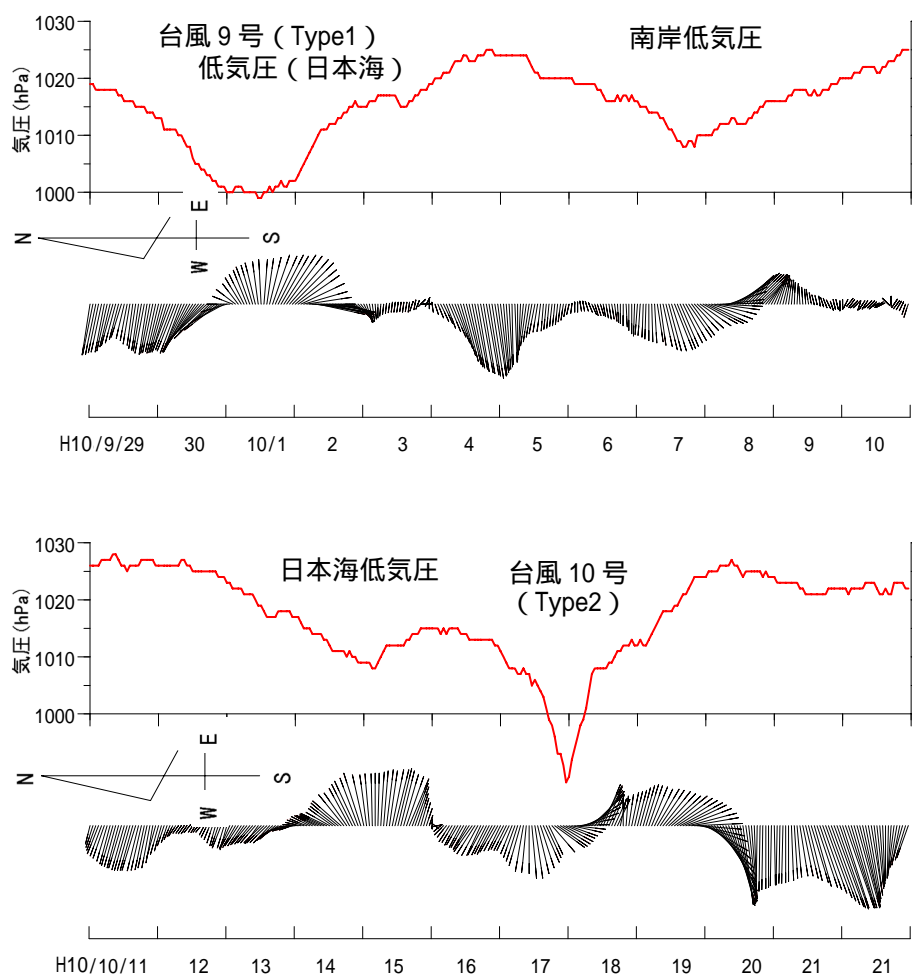 1030
1020
1010
1000
気圧(hPa)
台風 9 号 ( Type1 )
低気圧 ( 日本海 )
南岸低気圧
N
E
W
S
H10/9/29 30 10/1 2 3 4 5 6 7 8 9 10
1030
1020
1010
1000
気圧(hPa)
日本海低気圧
台風 10 号
( Type2 )
N
E
W
S
H10/10/11 12 13 14 15 16 17 18 19 20 21 21